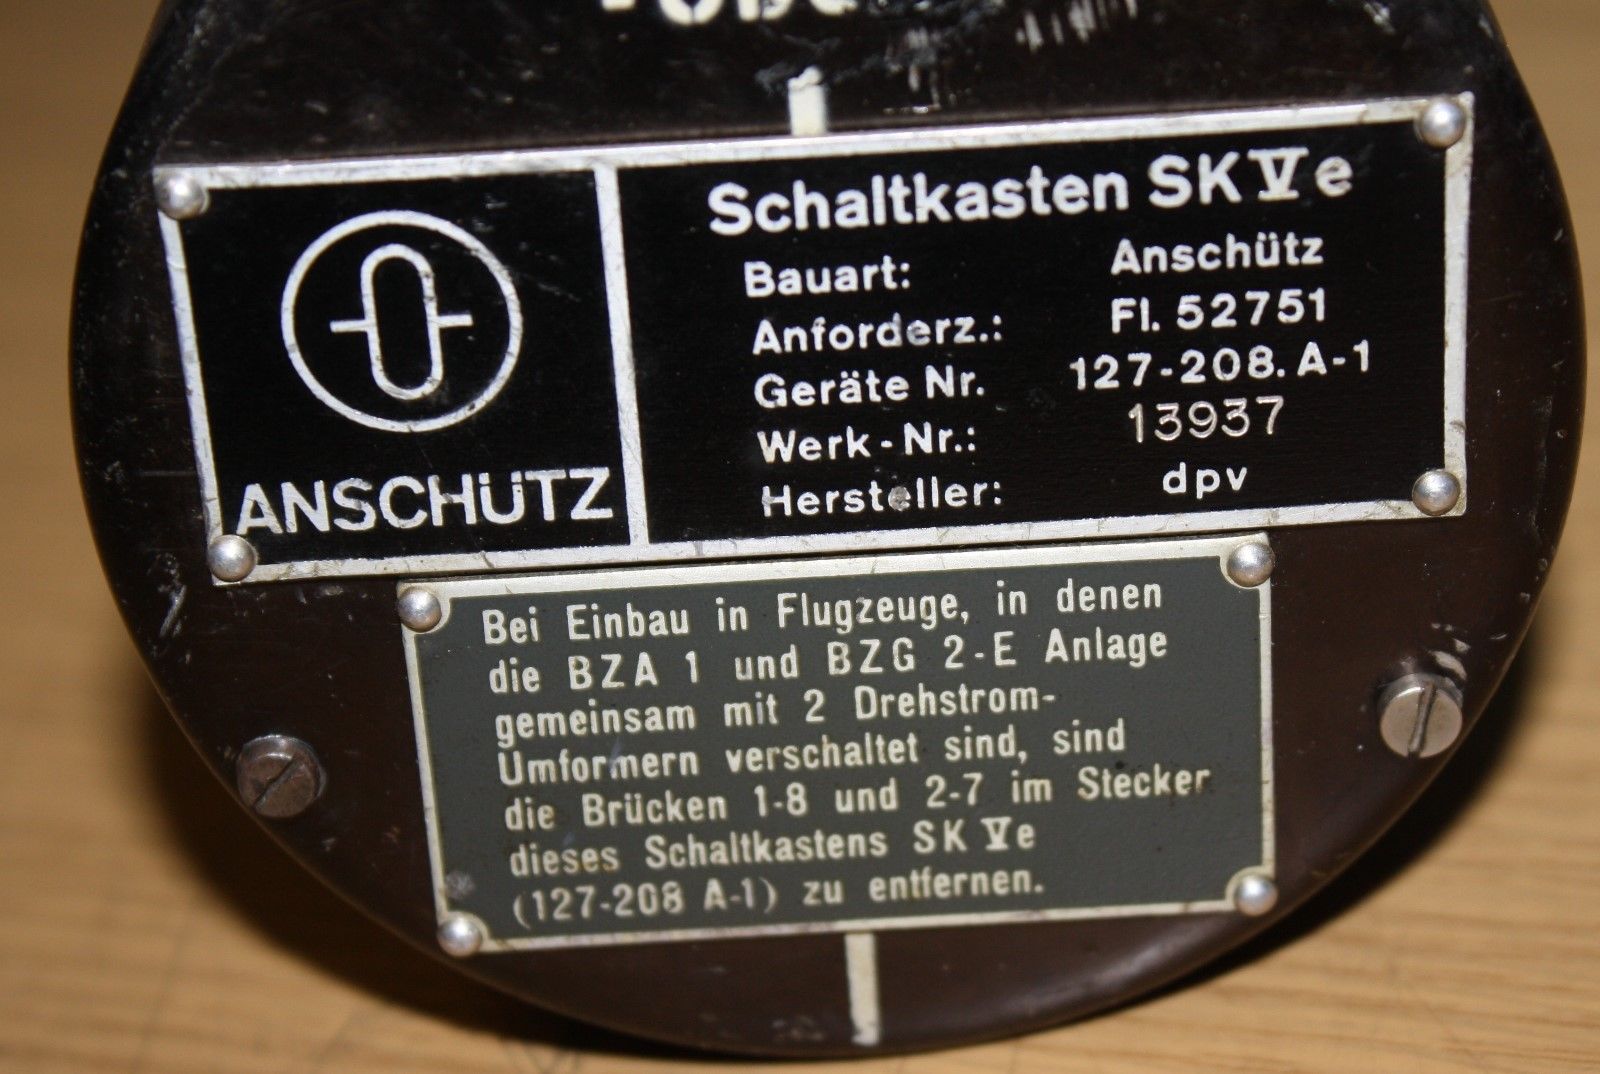 ANSCHÜTZ
Schaltkasten SK V e
Bauart: Anschütz
Anforderz.: Fl. 52751
Geräte Nr. 127-208. A-1
Werk-Nr.: 13937
Hersteller: dpv
Bei Einbau in Flugzeuge, in denen
die BZA 1 und BZG 2-E Anlage
gemeinsam mit 2 Drehstrom-
Umformern verschaltet sind, sind
die Brücken 1-8 und 2-7 im Stecker
dieses Schaltkastens SK V e
(127-208 A-1) zu entfernen.